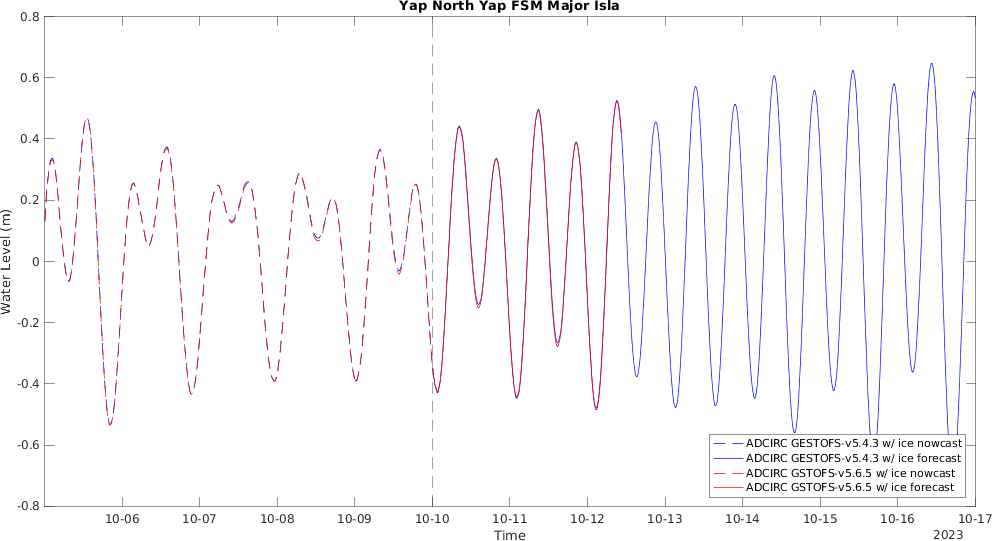 Yap North Yap FSM Major Isla
0.8
0.6
0.4
0.2
0
-0.2
-0.4
-0.6
-0.8
Water Level (m)
ADCIRC GESTOFS-v5.4.3 w/ ice nowcast
ADCIRC GESTOFS-v5.4.3 w/ ice forecast
ADCIRC GSTOFS-v5.6.5 w/ ice nowcast
ADCIRC GSTOFS-v5.6.5 w/ ice forecast
10-06 10-07 10-08 10-09 10-10 10-11 10-12 10-13 10-14 10-15 10-16 10-17
Time
2023